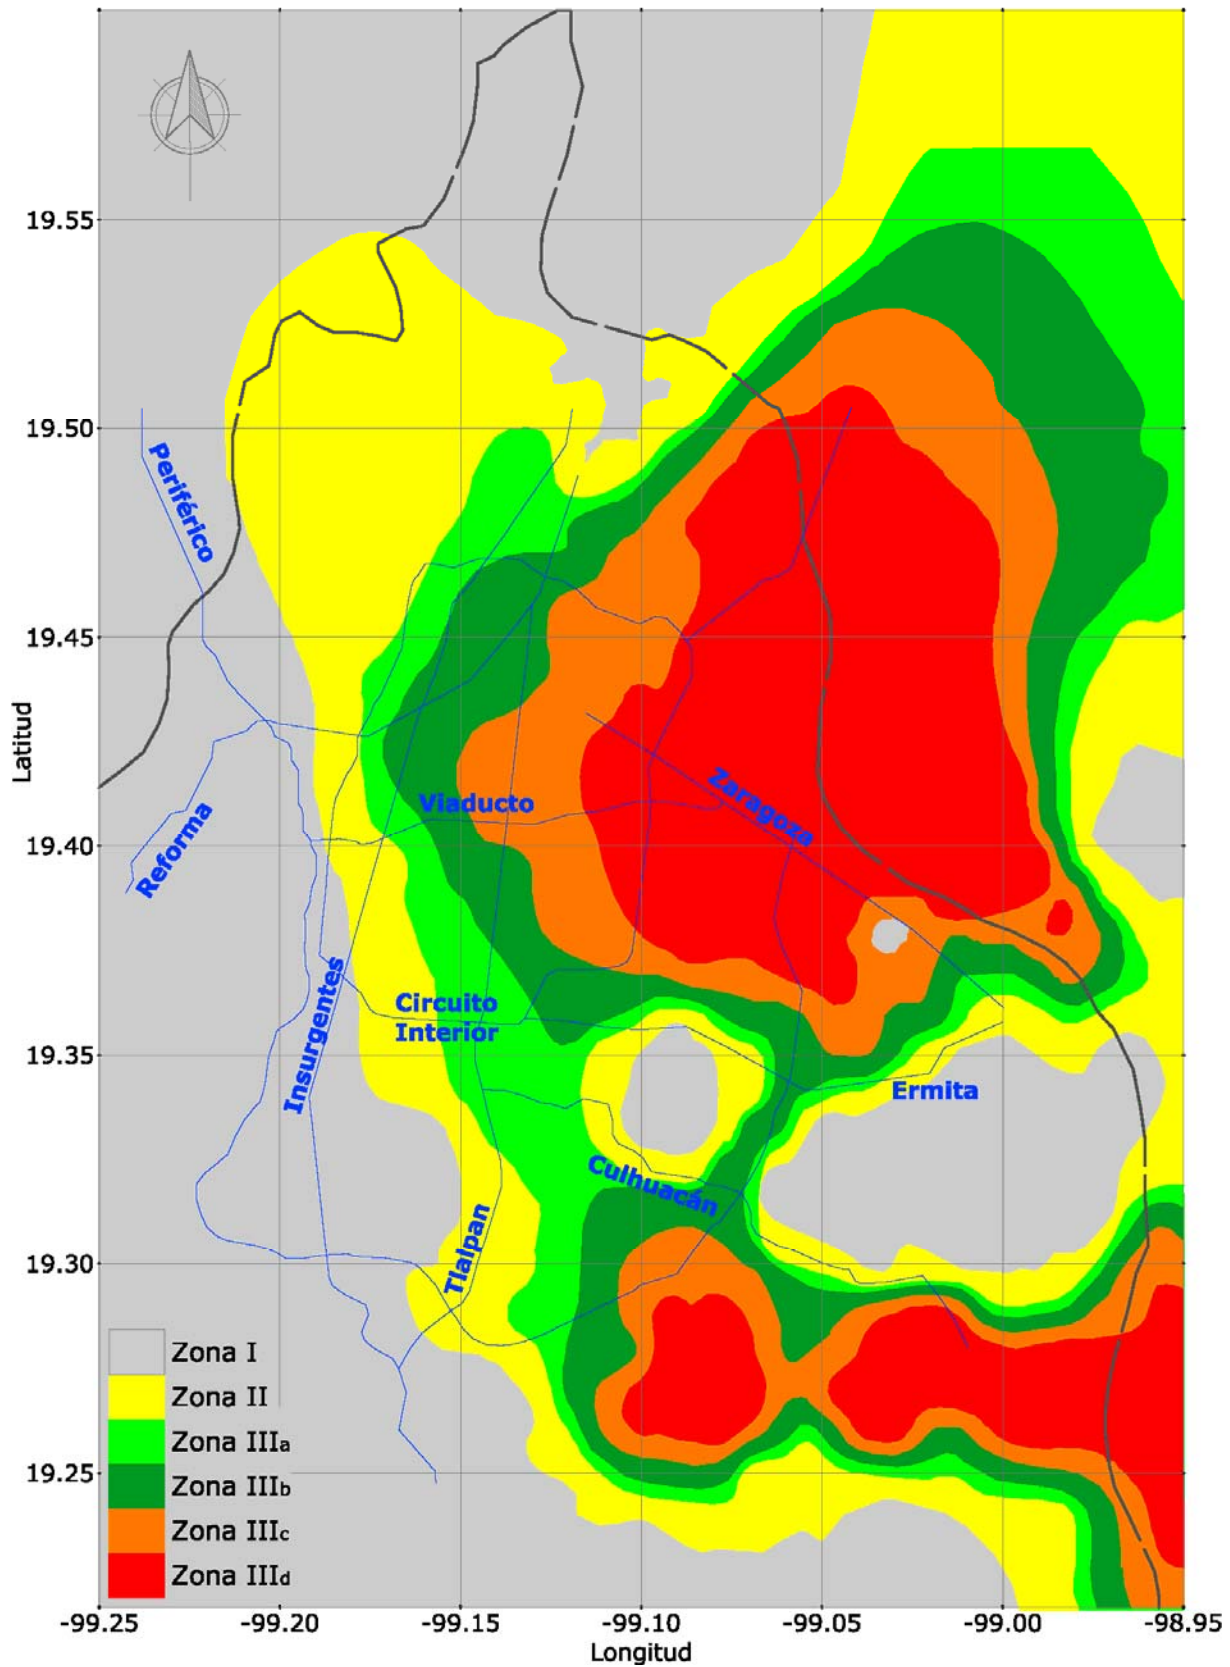 19.55
19.50
Periférico
19.45
Latitud
Viaducto
Zaragoza
19.40
Reforma
Insurgentes
Circuito
Interior
19.35
Ermita
Culhuacán
Tlalpan
19.30
Zona I
Zona II
Zona IIIa
19.25
Zona IIIb
Zona IIIc
Zona IIId
-99.25
-99.20
-99.15
-99.10
-99.05
-99.00
-98.95
Longitud